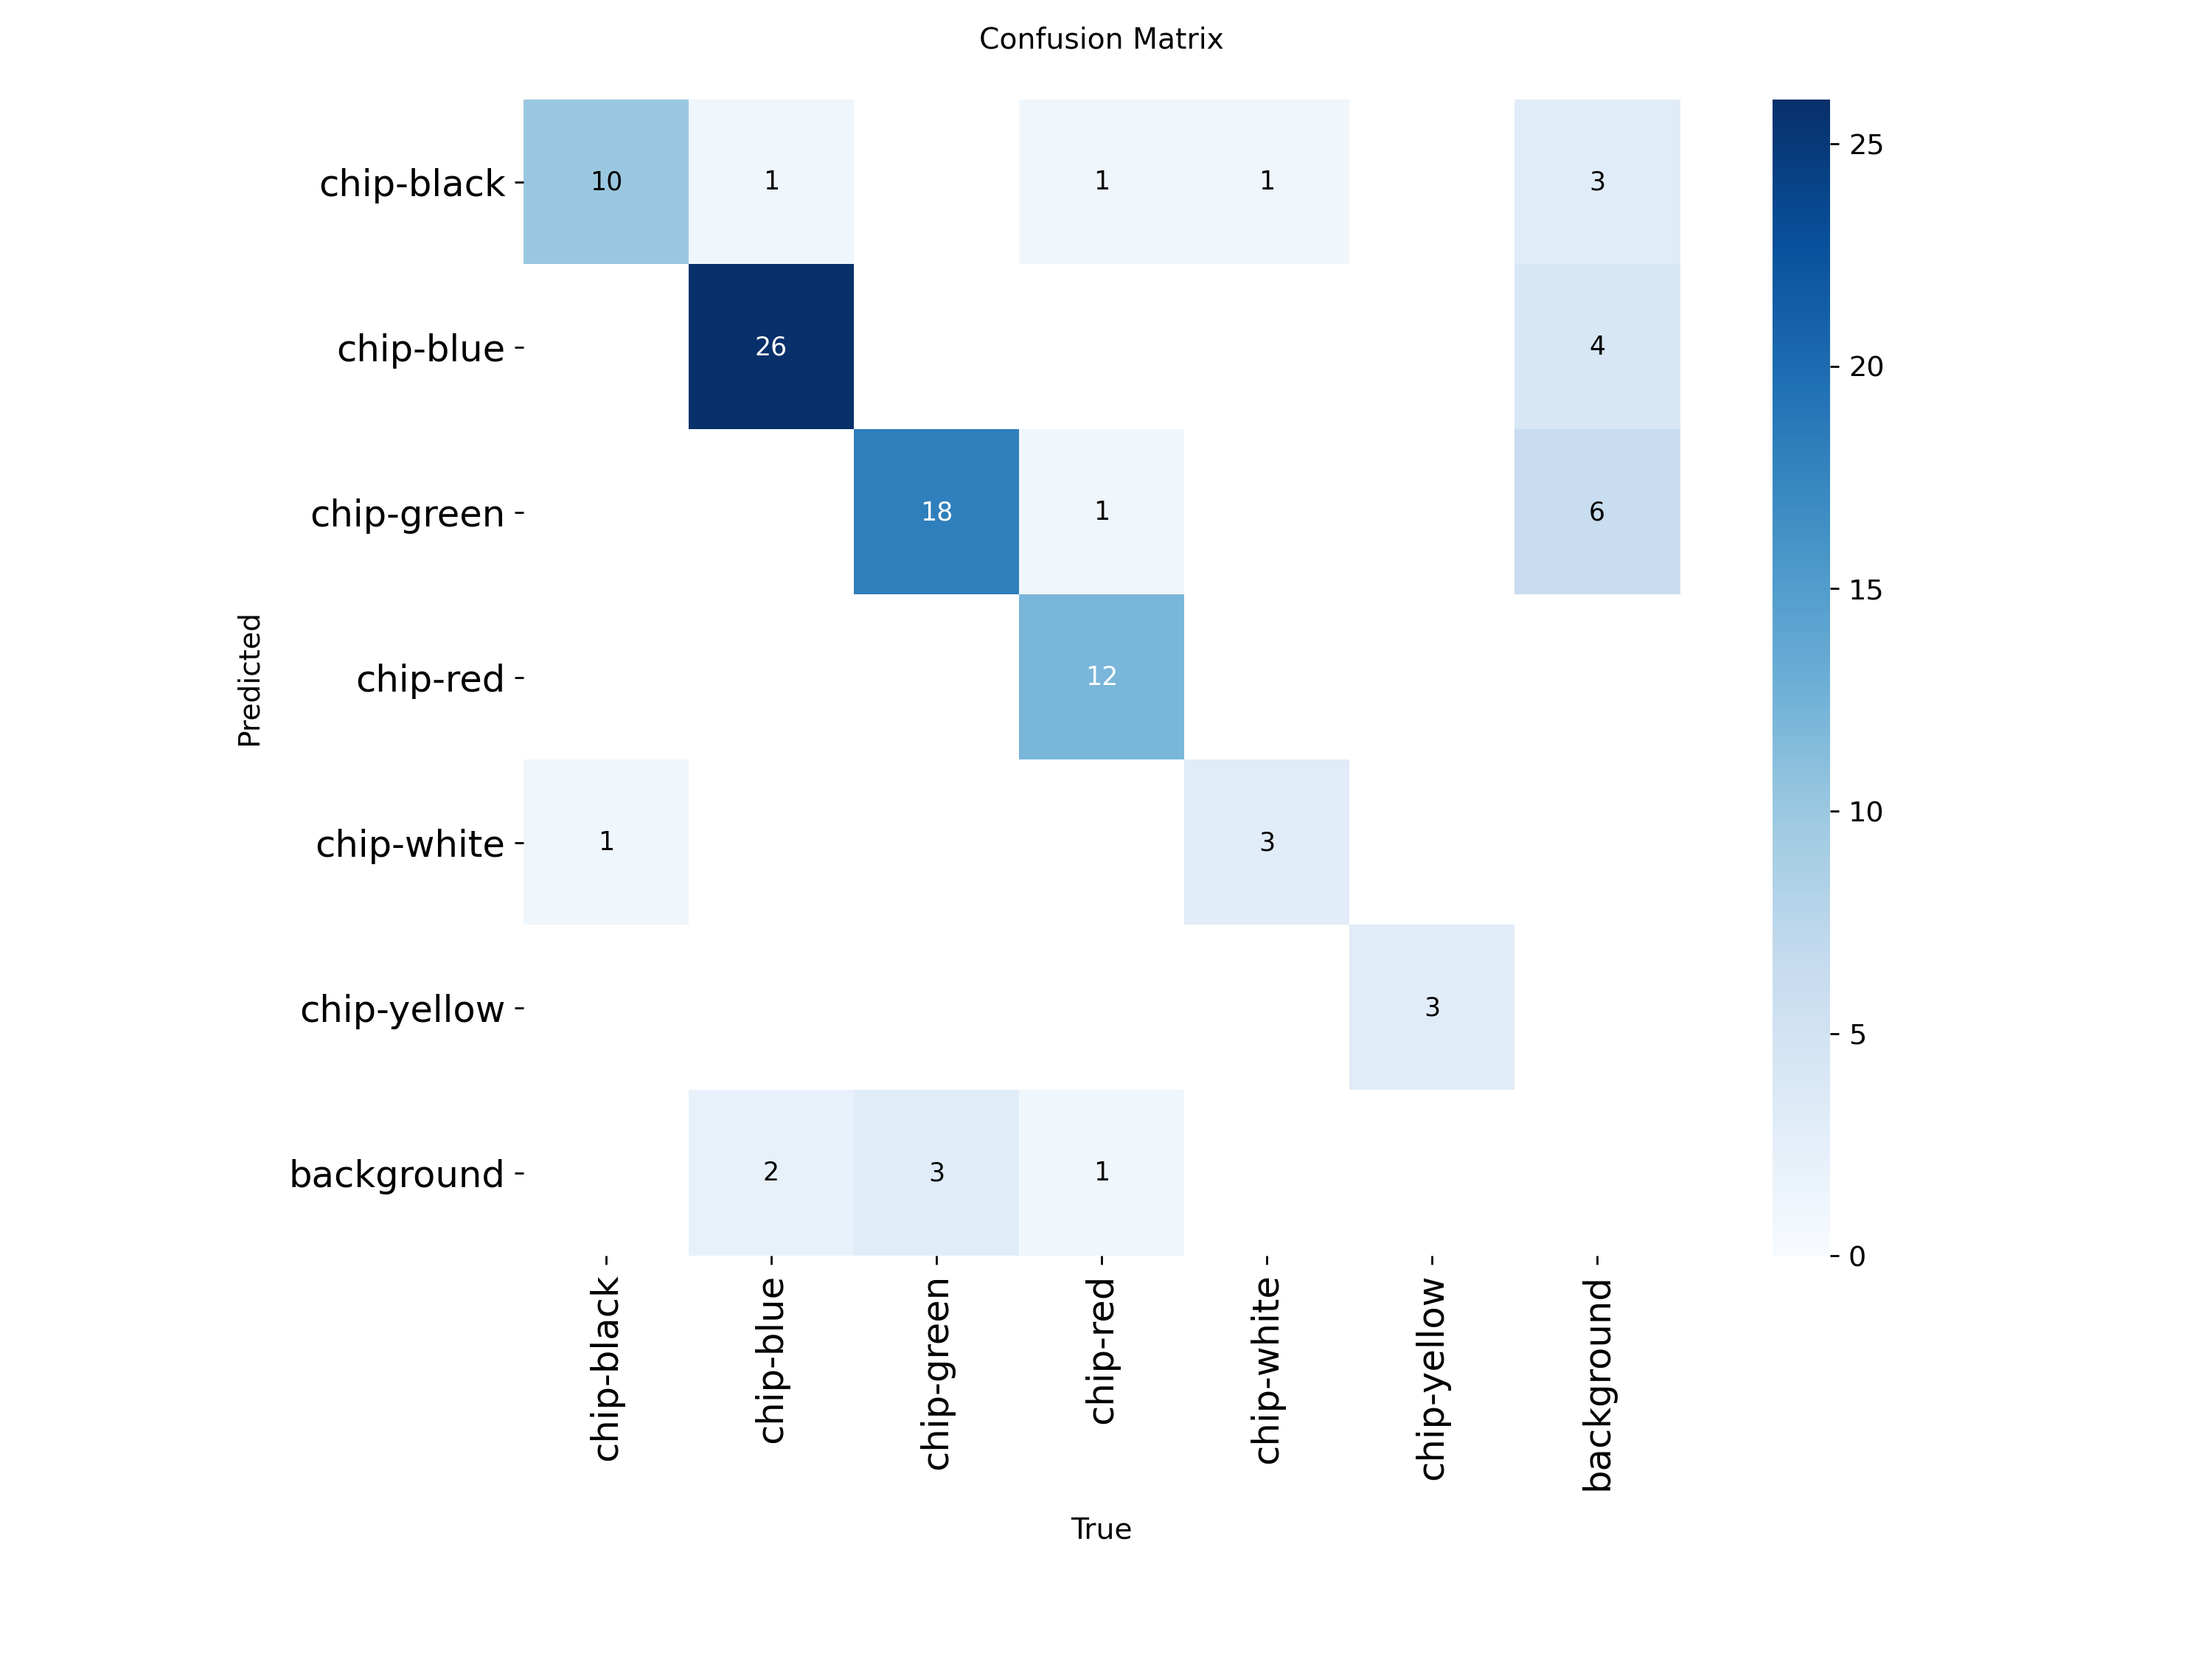 Confusion Matrix
chip-black 10 1 1 1 3
chip-blue 26 4
chip-green 18 1 6
chip-red 12
chip-white 1 3
chip-yellow 3
background 2 3 1
Predicted
chip-black chip-blue chip-green chip-red chip-white chip-yellow background
True
25
20
15
10
5
0